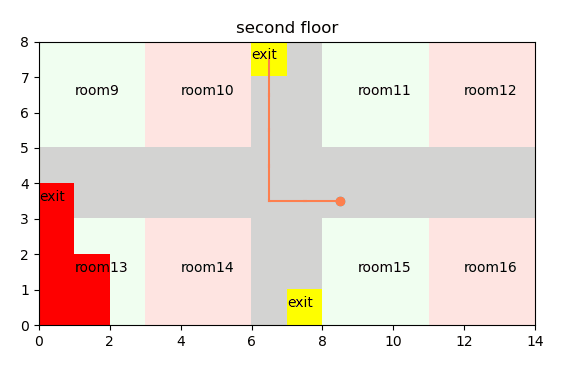 second floor
8
exit
7
room9 room10 room11 room12
6
5
4
exit
3
2
room13 room14 room15 room16
1
exit
0
0 2 4 6 8 10 12 14